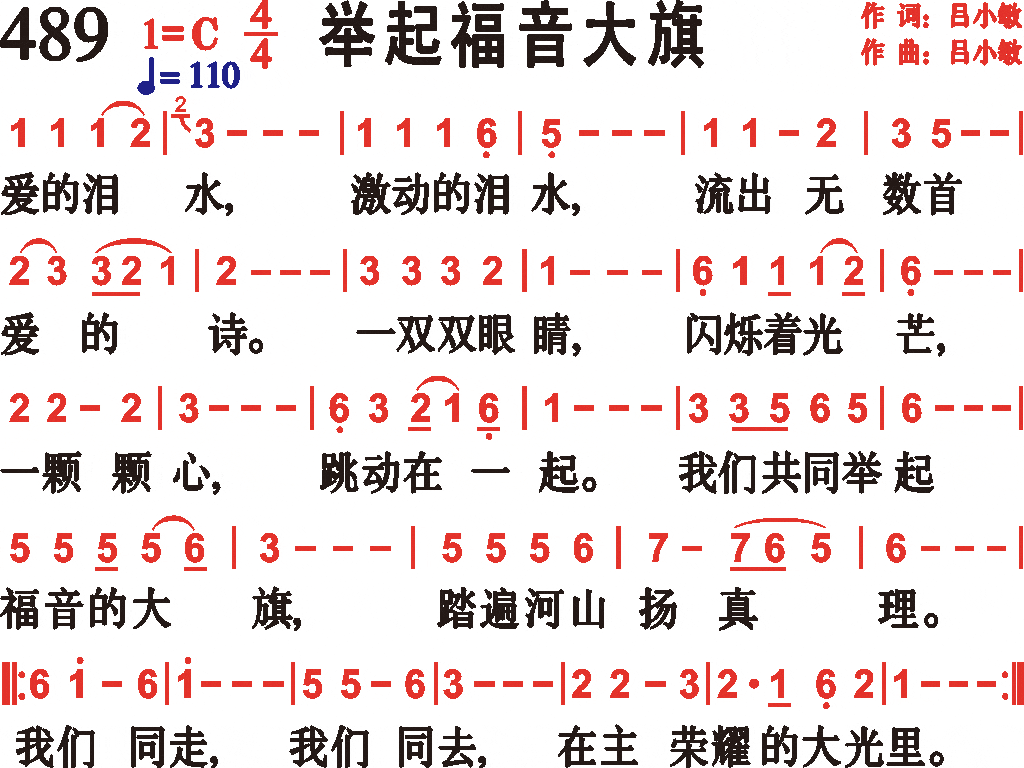 489 1=C 4/4 举起福音大旗 作 词：吕小敏
♩=110 作 曲：吕小敏
1 1 1 2 | 2 3 - - - | 1 1 1 6̣ | 5̣ - - - | 1 1 - 2 | 3 5 - - |
爱的泪 水, 激动的泪 水, 流出 无 数首
2 3 3 2 1 | 2 - - - | 3 3 3 2 | 1 - - - | 6̣ 1 1 1 2 | 6̣ - - - |
爱 的 诗。 一双双眼 睛, 闪烁着光 芒,
2 2 - 2 | 3 - - - | 6̣ 3 2 1 6̣ | 1 - - - | 3 3 5 6 5 | 6 - - - |
一颗 颗 心, 跳动在 一 起。 我们共同举 起
5 5 5 5 6 | 3 - - - | 5 5 5 6 | 7 - 7 6 5 | 6 - - - |
福音的大 旗, 踏遍河山 扬 真 理。
‖: 6 1̇ - 6 | 1̇ - - - | 5 5 - 6 | 3 - - - | 2 2 - 3 | 2 · 1 6̣ 2 | 1 - - - :‖
我们 同走, 我们 同去, 在主 荣耀的大光里。